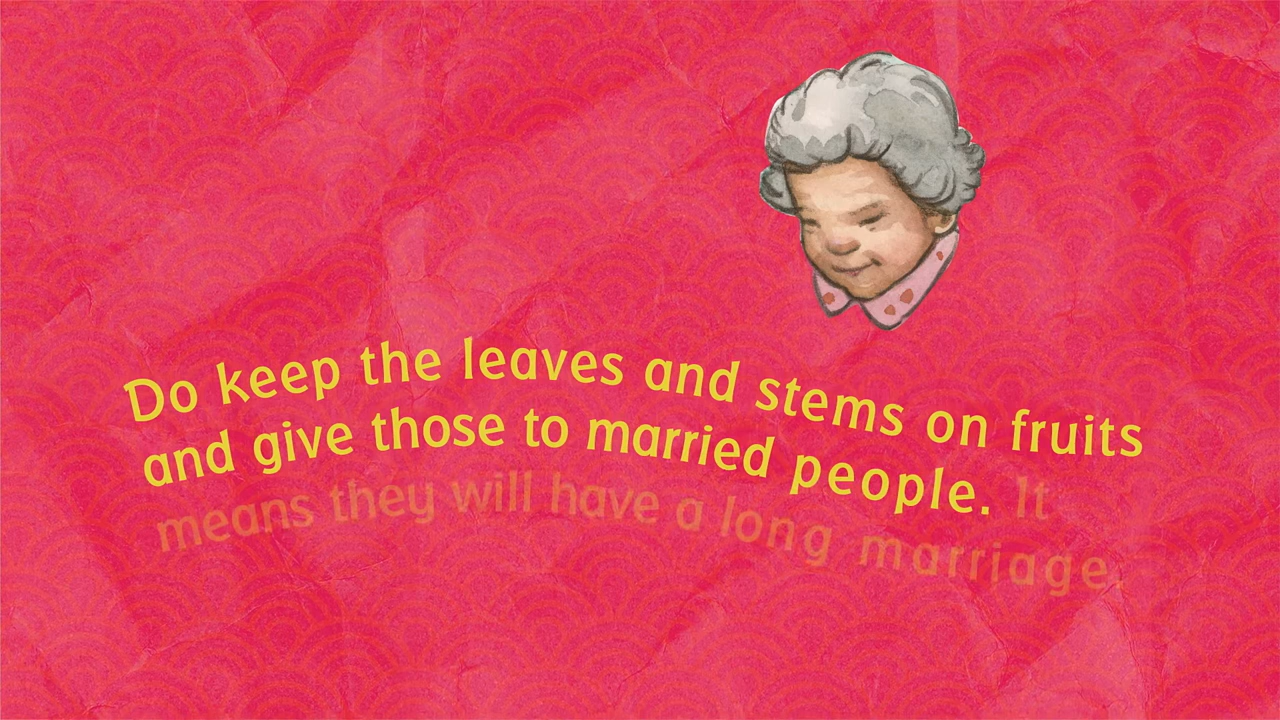 Do keep the leaves and stems on fruits
and give those to married people. It
means they will have a long marriage.